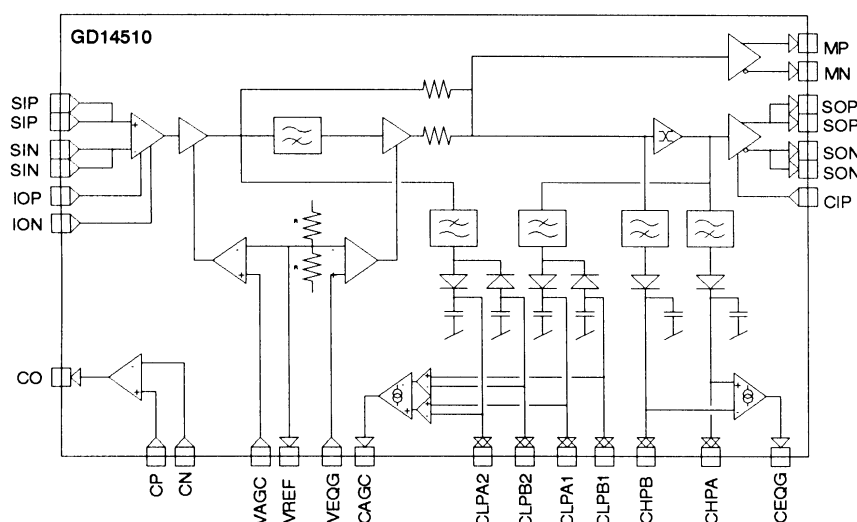 GD14510
MP
MN
SIP
SIP
SIN
SIN
IOP
ION
SOP
SOP
SON
SON
CIP
R
R
CO
CP
CN
VAGC
VREF
VEQG
CAGC
CLPA2
CLPB2
CLPA1
CLPB1
CHPB
CHPA
CEQG